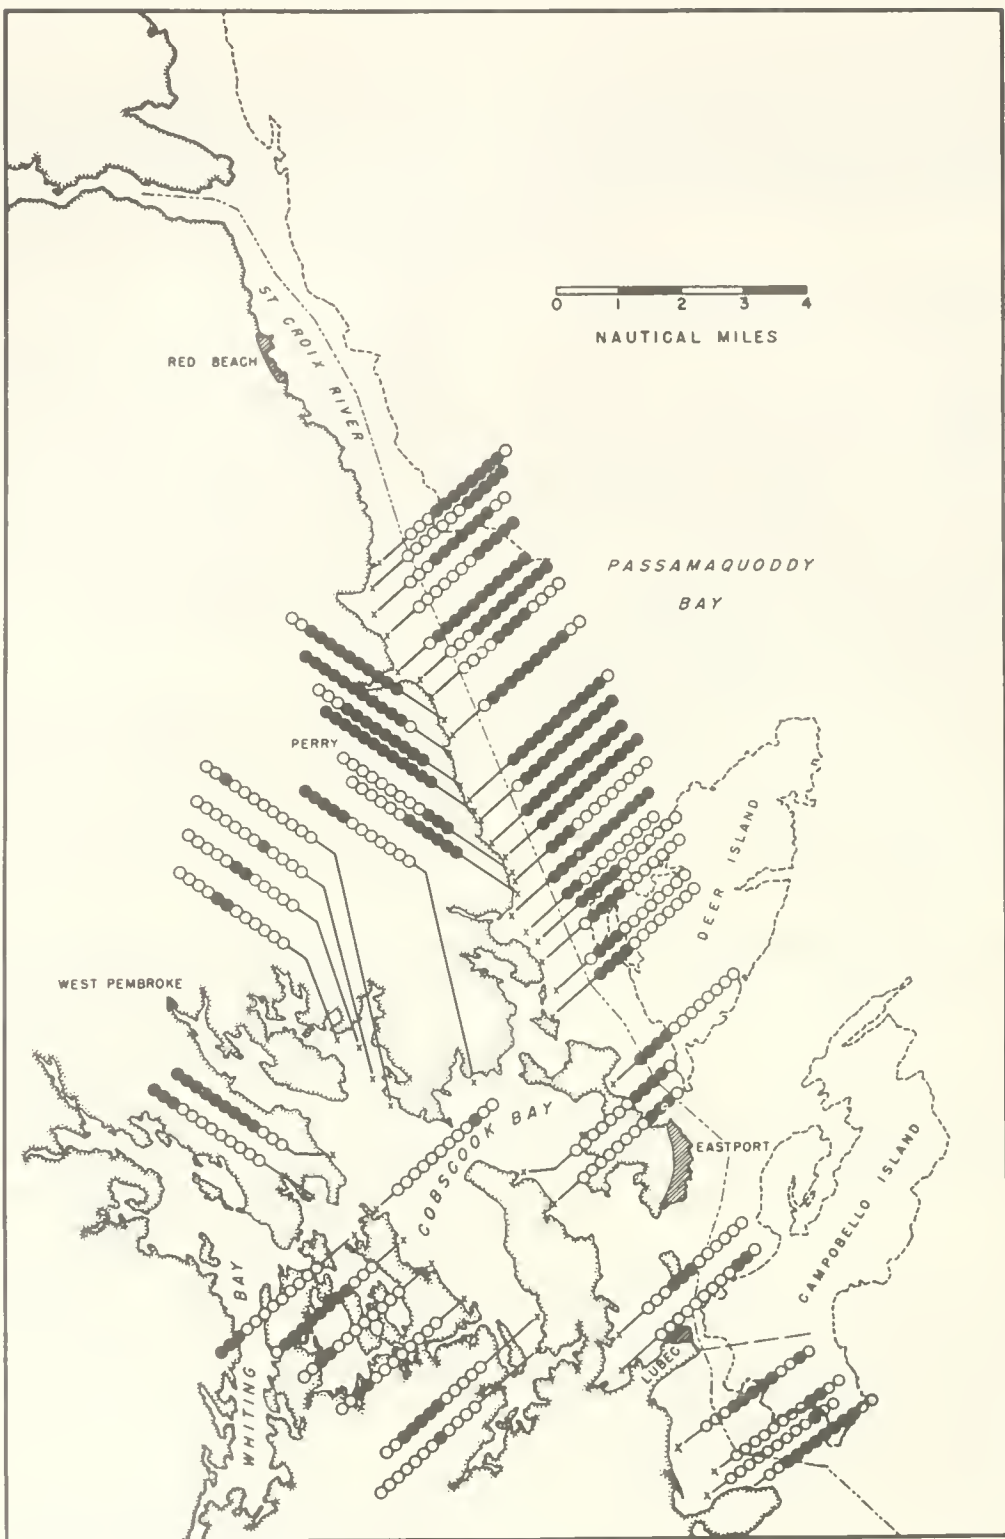 ST CROIX RIVER
RED BEACH
0 1 2 3 4
NAUTICAL MILES
PASSAMAQUODDY
BAY
PERRY
DEER ISLAND
WEST PEMBROKE
COBSCOOK BAY
EASTPORT
CAMPOBELLO ISLAND
WHITING BAY
LUBEC